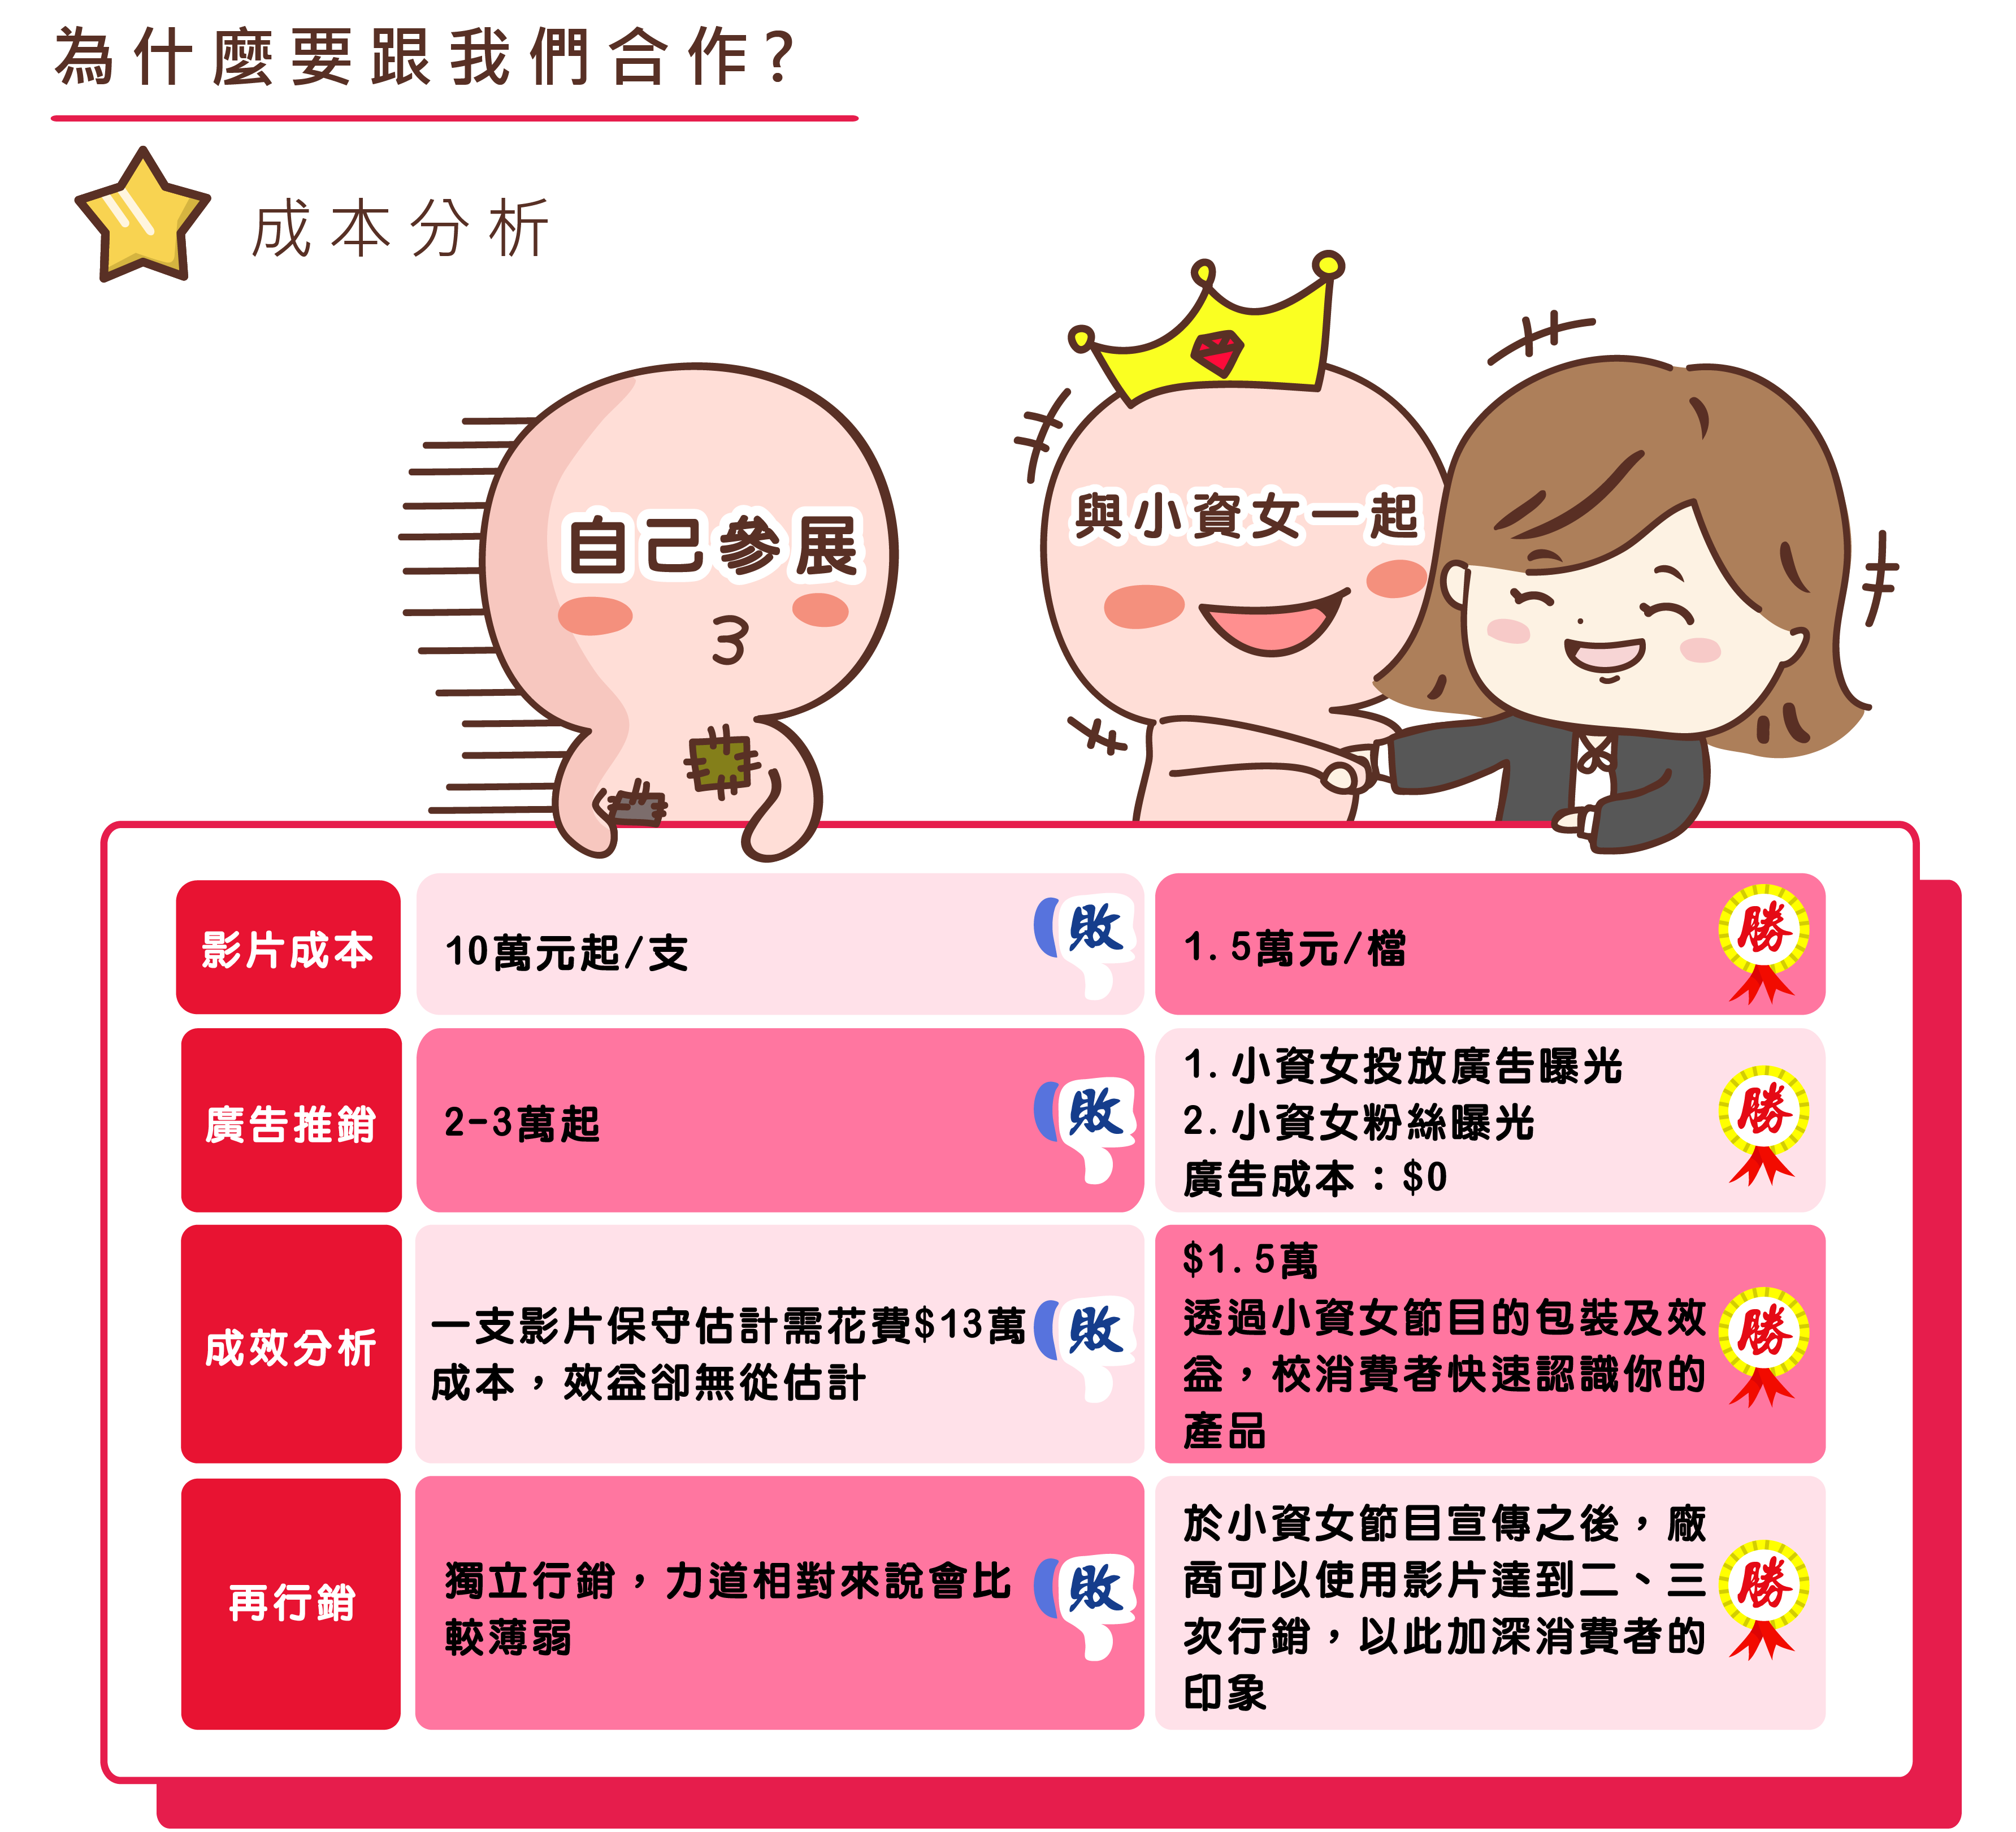 為什麼要跟我們合作?
成本分析
自己參展
與小資女一起
影片成本
10萬元起/支
敗
1.5萬元/檔
勝
廣告推銷
2-3萬起
敗
1.小資女投放廣告曝光
2.小資女粉絲曝光
廣告成本：$0
勝
成效分析
一支影片保守估計需花費$13萬
成本，效益卻無從估計
敗
$1.5萬
透過小資女節目的包裝及效
益，校消費者快速認識你的
產品
勝
再行銷
獨立行銷，力道相對來說會比
較薄弱
敗
於小資女節目宣傳之後，廠
商可以使用影片達到二、三
次行銷，以此加深消費者的
印象
勝